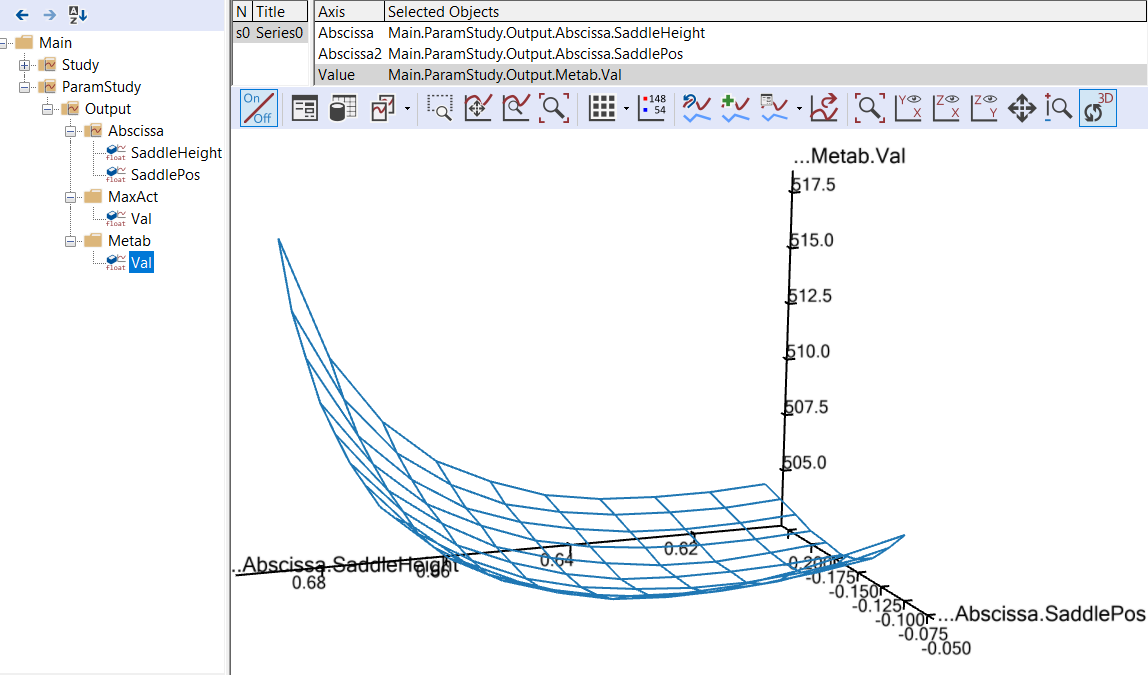 N Title
s0 Series0
Axis Selected Objects
Abscissa Main.ParamStudy.Output.Abscissa.SaddleHeight
Abscissa2 Main.ParamStudy.Output.Abscissa.SaddlePos
Value Main.ParamStudy.Output.Metab.Val
A
Z
Main
Study
ParamStudy
Output
Abscissa
float SaddleHeight
float SaddlePos
MaxAct
float Val
Metab
float Val
On
Off
148
54
Y
X
Z
X
Z
Y
3D
...Metab.Val
517.5
515.0
512.5
510.0
507.5
505.0
...Abscissa.SaddleHeight
0.68
0.66
0.64
0.62
0.200
-0.175
-0.150
-0.125
-0.100
-0.075
-0.050
...Abscissa.SaddlePos